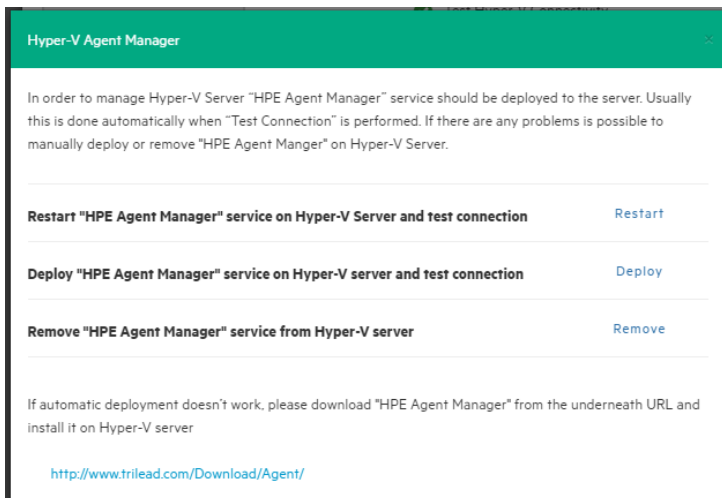 Test Hyper-V Connectivity
Hyper-V Agent Manager
×
In order to manage Hyper-V Server "HPE Agent Manager" service should be deployed to the server. Usually
this is done automatically when "Test Connection" is performed. If there are any problems is possible to
manually deploy or remove "HPE Agent Manger" on Hyper-V Server.
Restart "HPE Agent Manager" service on Hyper-V Server and test connection Restart
Deploy "HPE Agent Manager" service on Hyper-V server and test connection Deploy
Remove "HPE Agent Manager" service from Hyper-V server Remove
If automatic deployment doesn't work, please download "HPE Agent Manager" from the underneath URL and
install it on Hyper-V server
http://www.trilead.com/Download/Agent/